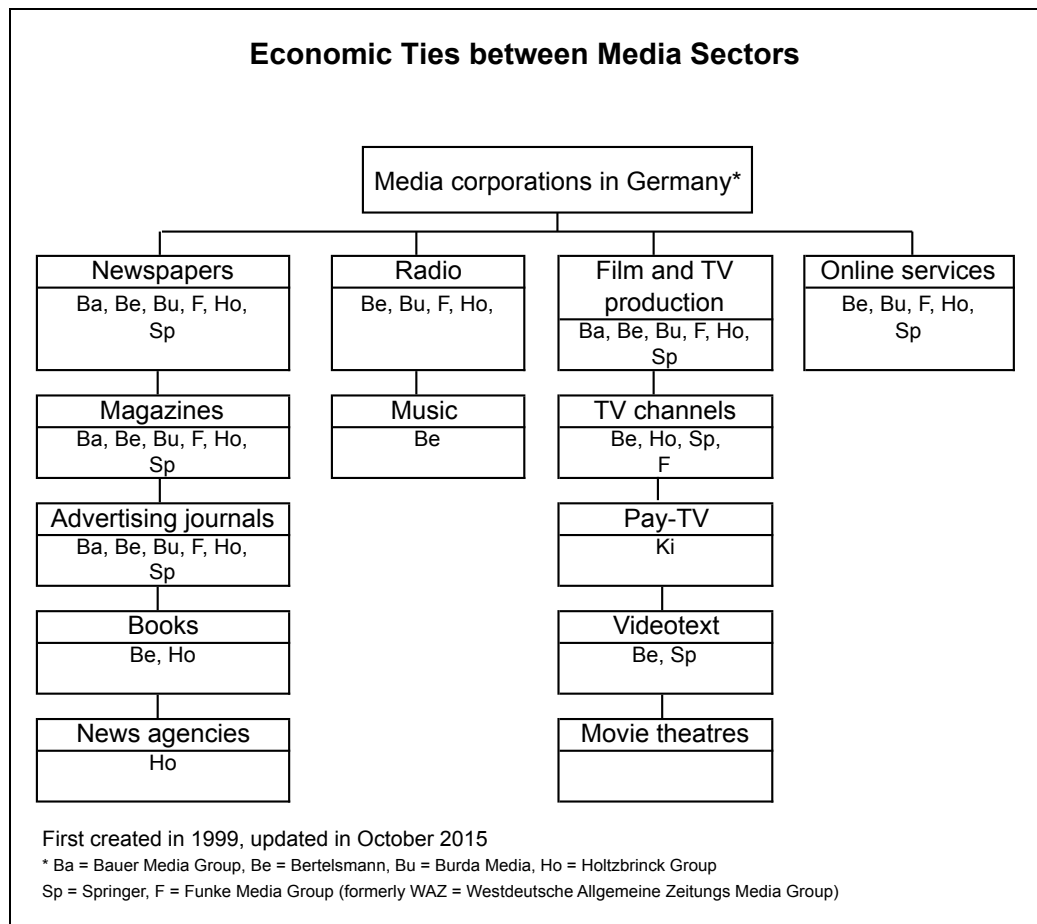 Economic Ties between Media Sectors
Media corporations in Germany*
Newspapers
Ba, Be, Bu, F, Ho,
Sp
Magazines
Ba, Be, Bu, F, Ho,
Sp
Advertising journals
Ba, Be, Bu, F, Ho,
Sp
Books
Be, Ho
News agencies
Ho
Radio
Be, Bu, F, Ho,
Music
Be
Film and TV
production
Ba, Be, Bu, F, Ho,
Sp
TV channels
Be, Ho, Sp,
F
Pay-TV
Ki
Videotext
Be, Sp
Movie theatres
Online services
Be, Bu, F, Ho,
Sp
First created in 1999, updated in October 2015
* Ba = Bauer Media Group, Be = Bertelsmann, Bu = Burda Media, Ho = Holtzbrinck Group
Sp = Springer, F = Funke Media Group (formerly WAZ = Westdeutsche Allgemeine Zeitungs Media Group)